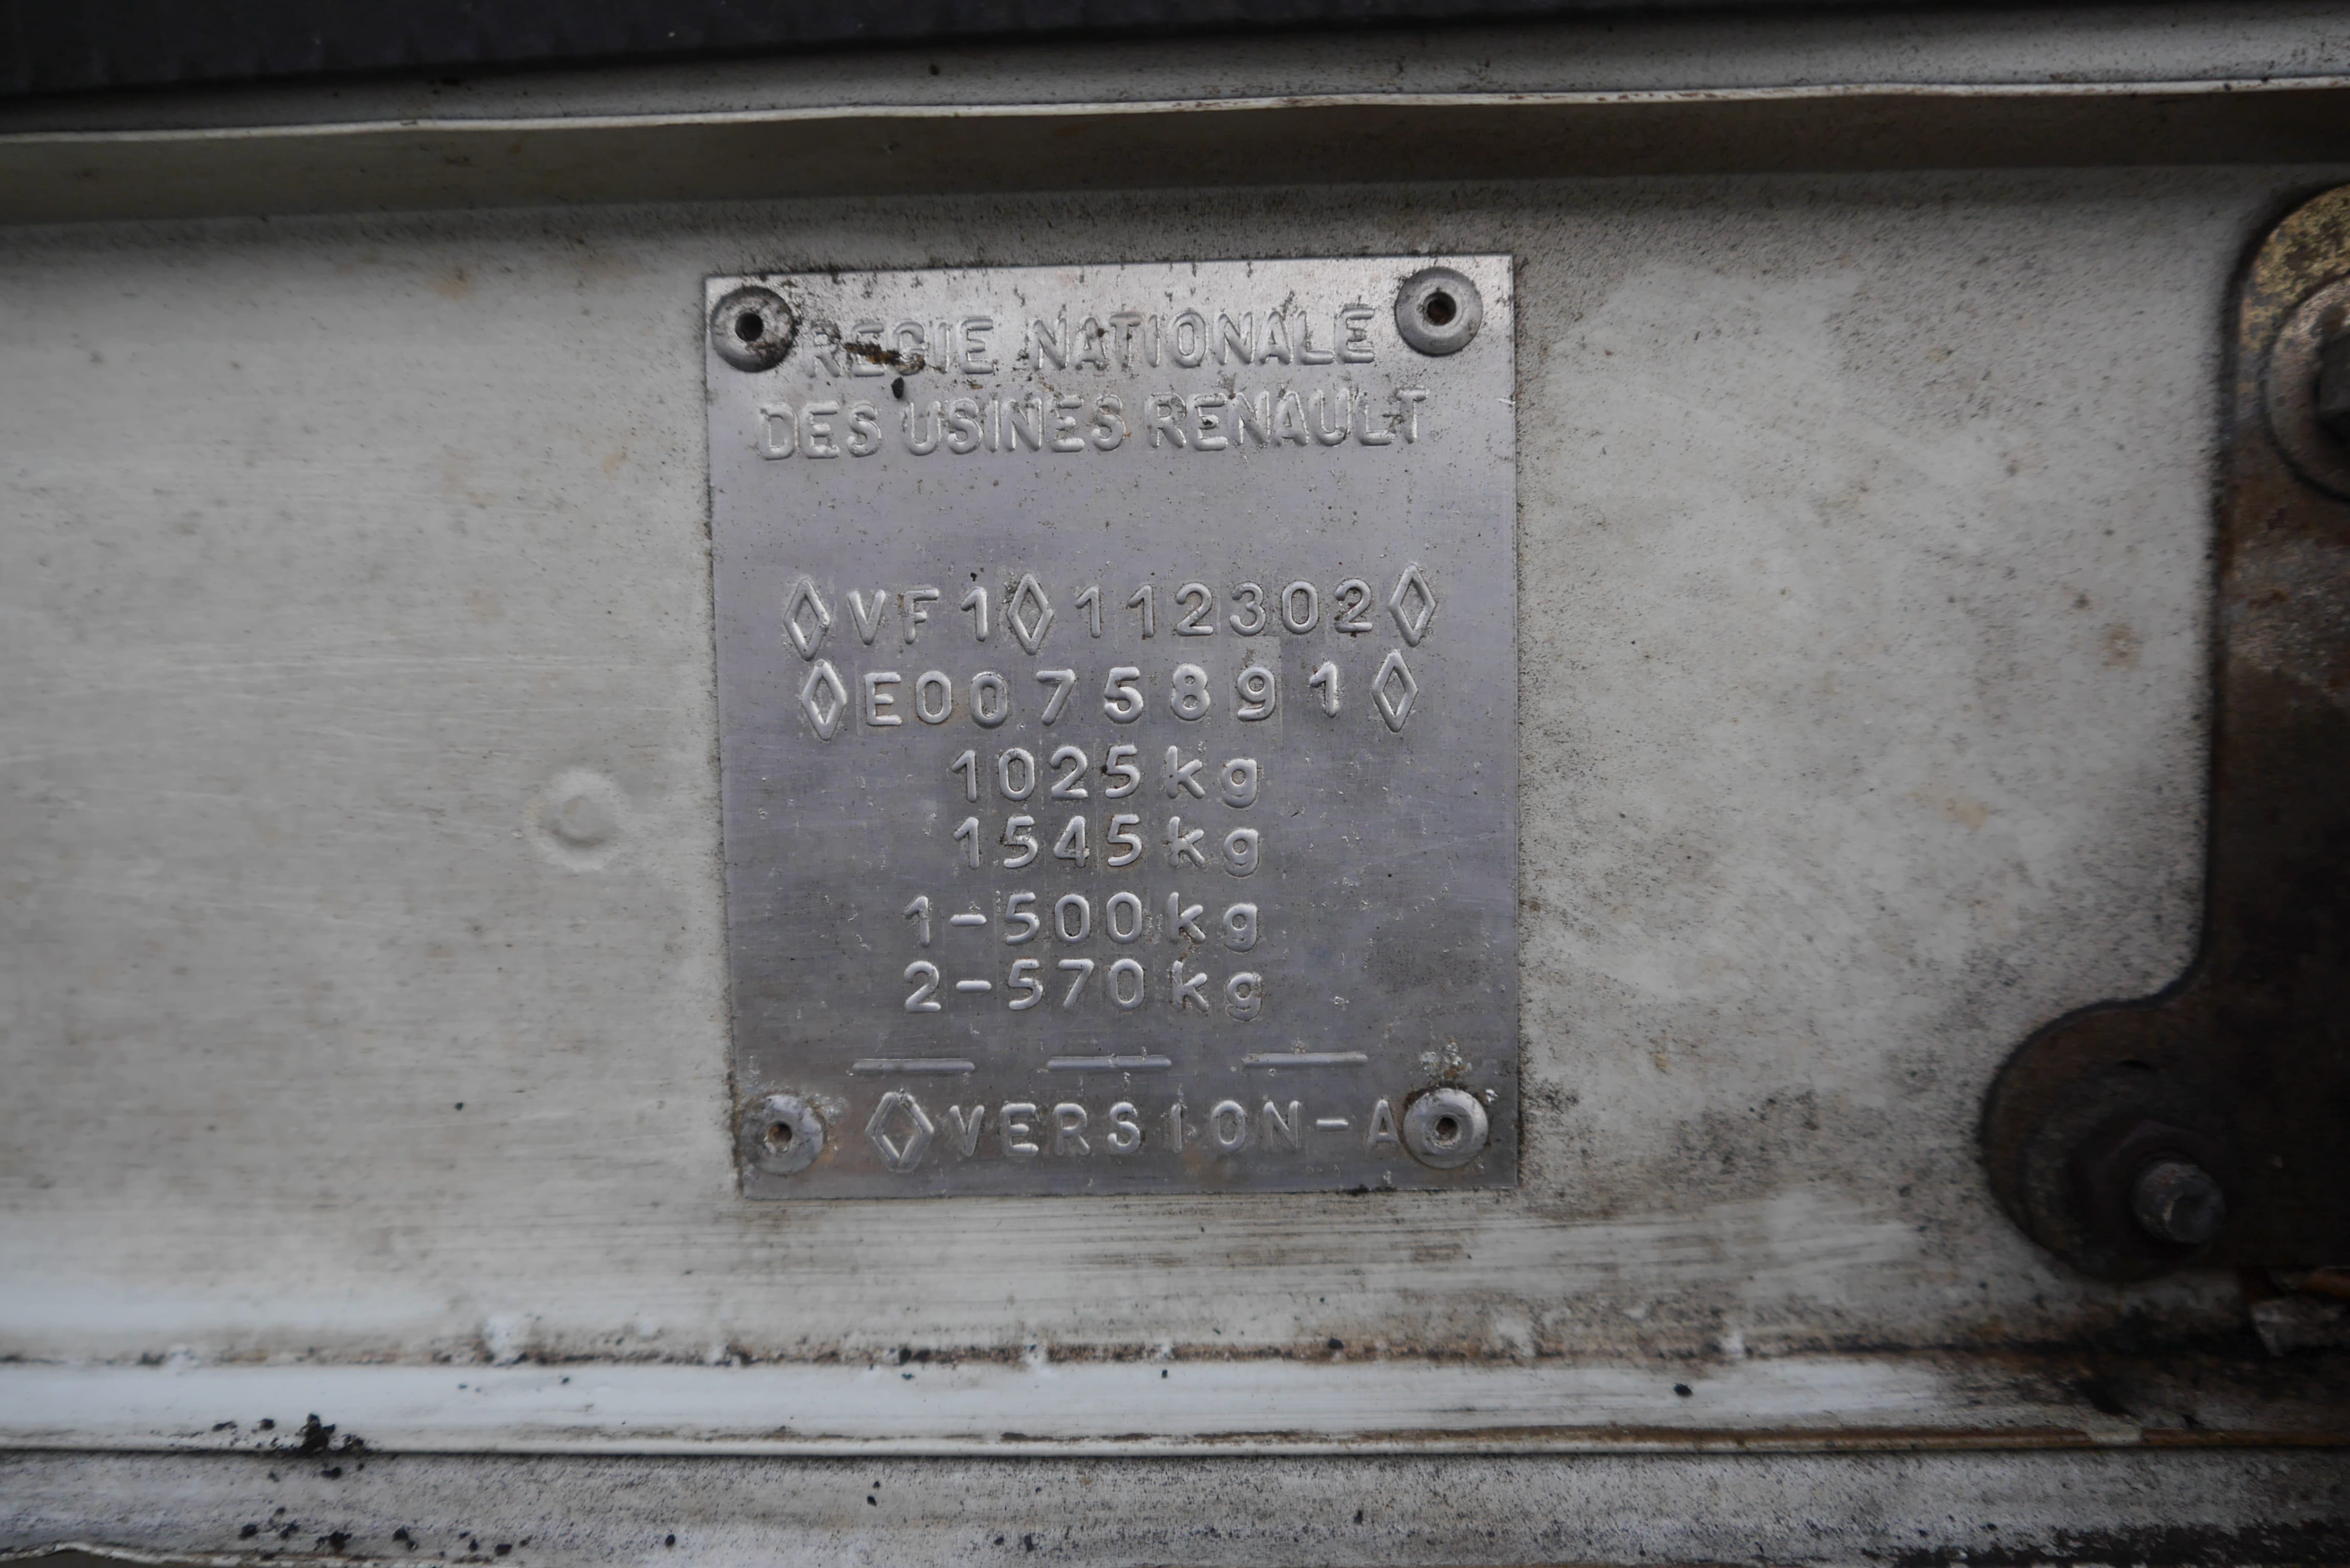 REGIE NATIONALE
DES USINES RENAULT
◊VF1◊112302◊
◊E0075891◊
1025kg
1545kg
1-500kg
2-570kg
◊VERSION-A